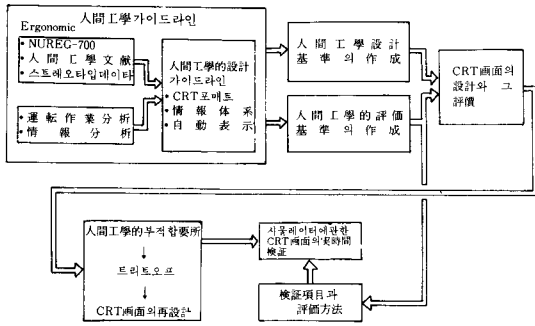 人間工學가이드라인
Ergonomic
• NUREG-700
• 人間工學文献
• 스트레오타입데이타
• 運転作業分析
• 情報分析
人間工學的設計
가이드라인
• CRT포매트
• 情報体系
• 自動表示
人間工學設計
基準의作成
人間工學的評価
基準의作成
CRT画面의
設計와 그
評價
人間工學的부적합要所
트리트오프
CRT画面의再設計
시뮬레이터에관한
CRT画面의実時間
検証
検証項目과
評価方法